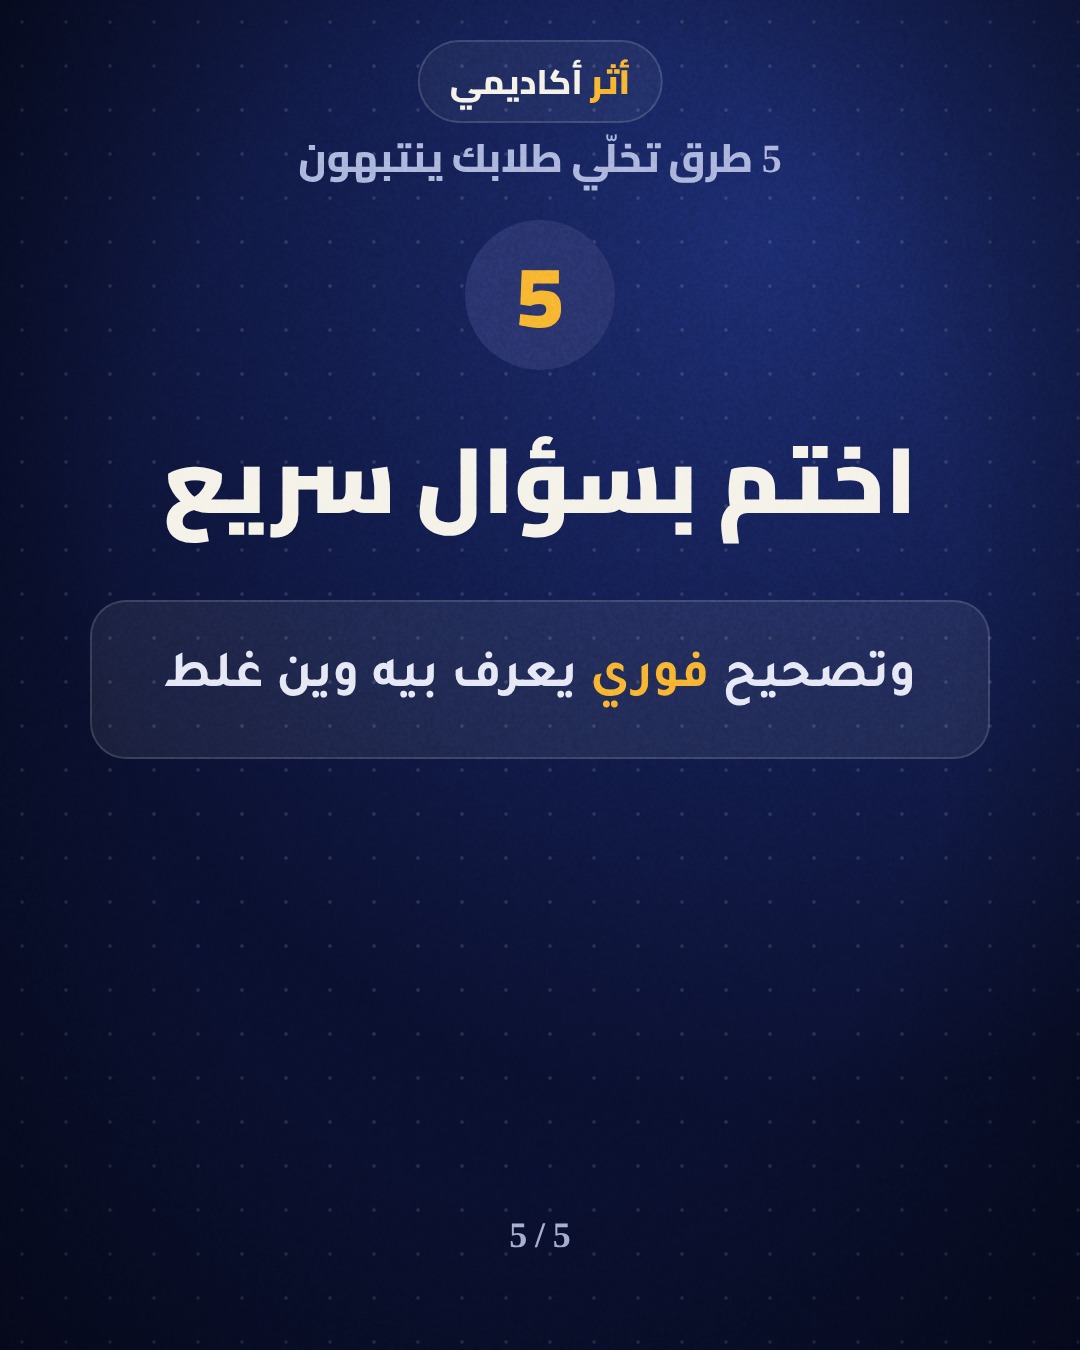 أثر أكاديمي
5 طرق تخلّي طلابك ينتبهون
5
اختم بسؤال سريع
وتصحيح فوري يعرف بيه وين غلط
5 / 5